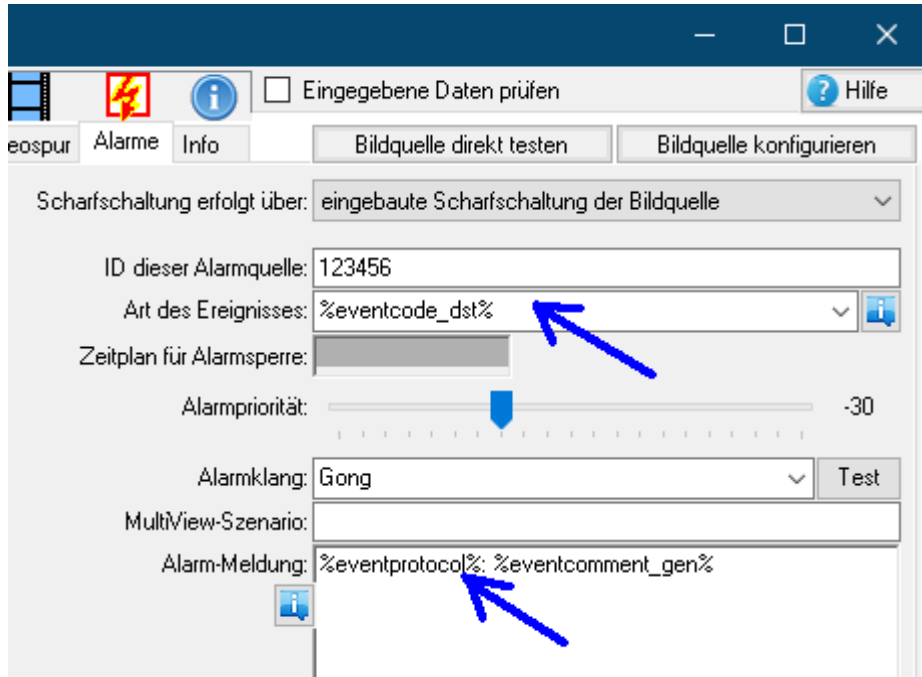 Eingegebene Daten prüfen
Hilfe
eospur Alarme Info
Bildquelle direkt testen Bildquelle konfigurieren
Scharfschaltung erfolgt über: eingebaute Scharfschaltung der Bildquelle
ID dieser Alarmquelle: 123456
Art des Ereignisses: %eventcode_dst%
Zeitplan für Alarmsperre:
Alarmpriorität: -30
Alarmklang: Gong Test
MultiView-Szenario:
Alarm-Meldung: %eventprotocol%: %eventcomment_gen%